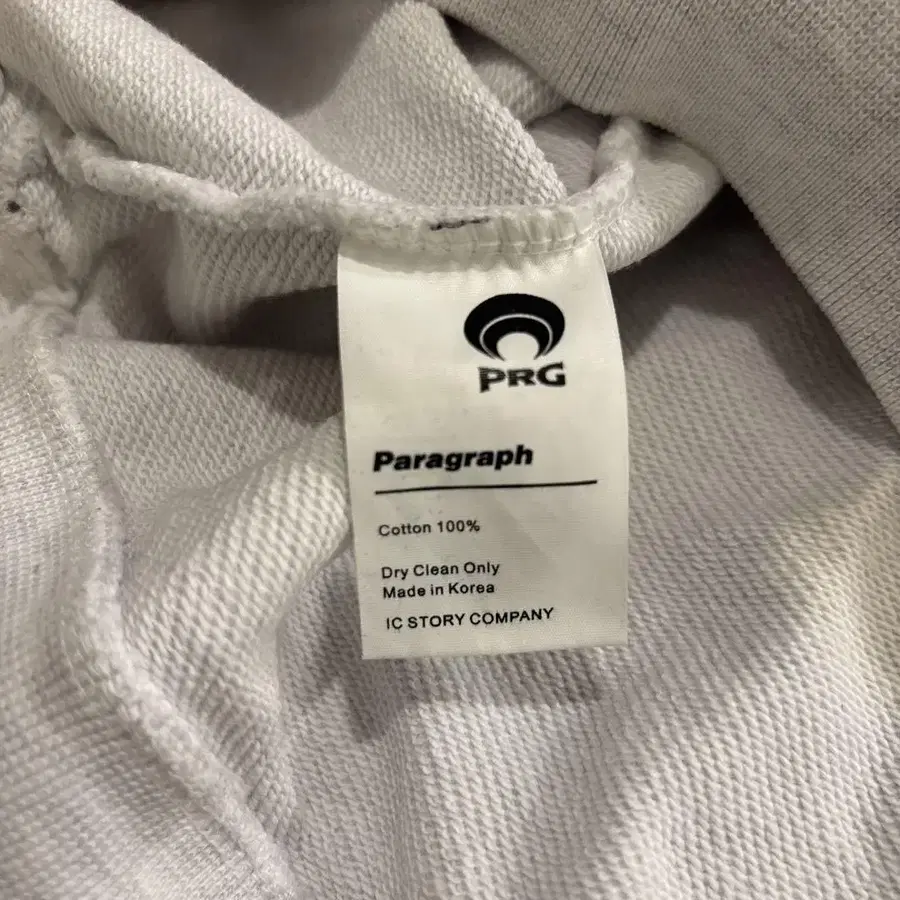 PRG
Paragraph
Cotton 100%
Dry Clean Only
Made in Korea
IC STORY COMPANY